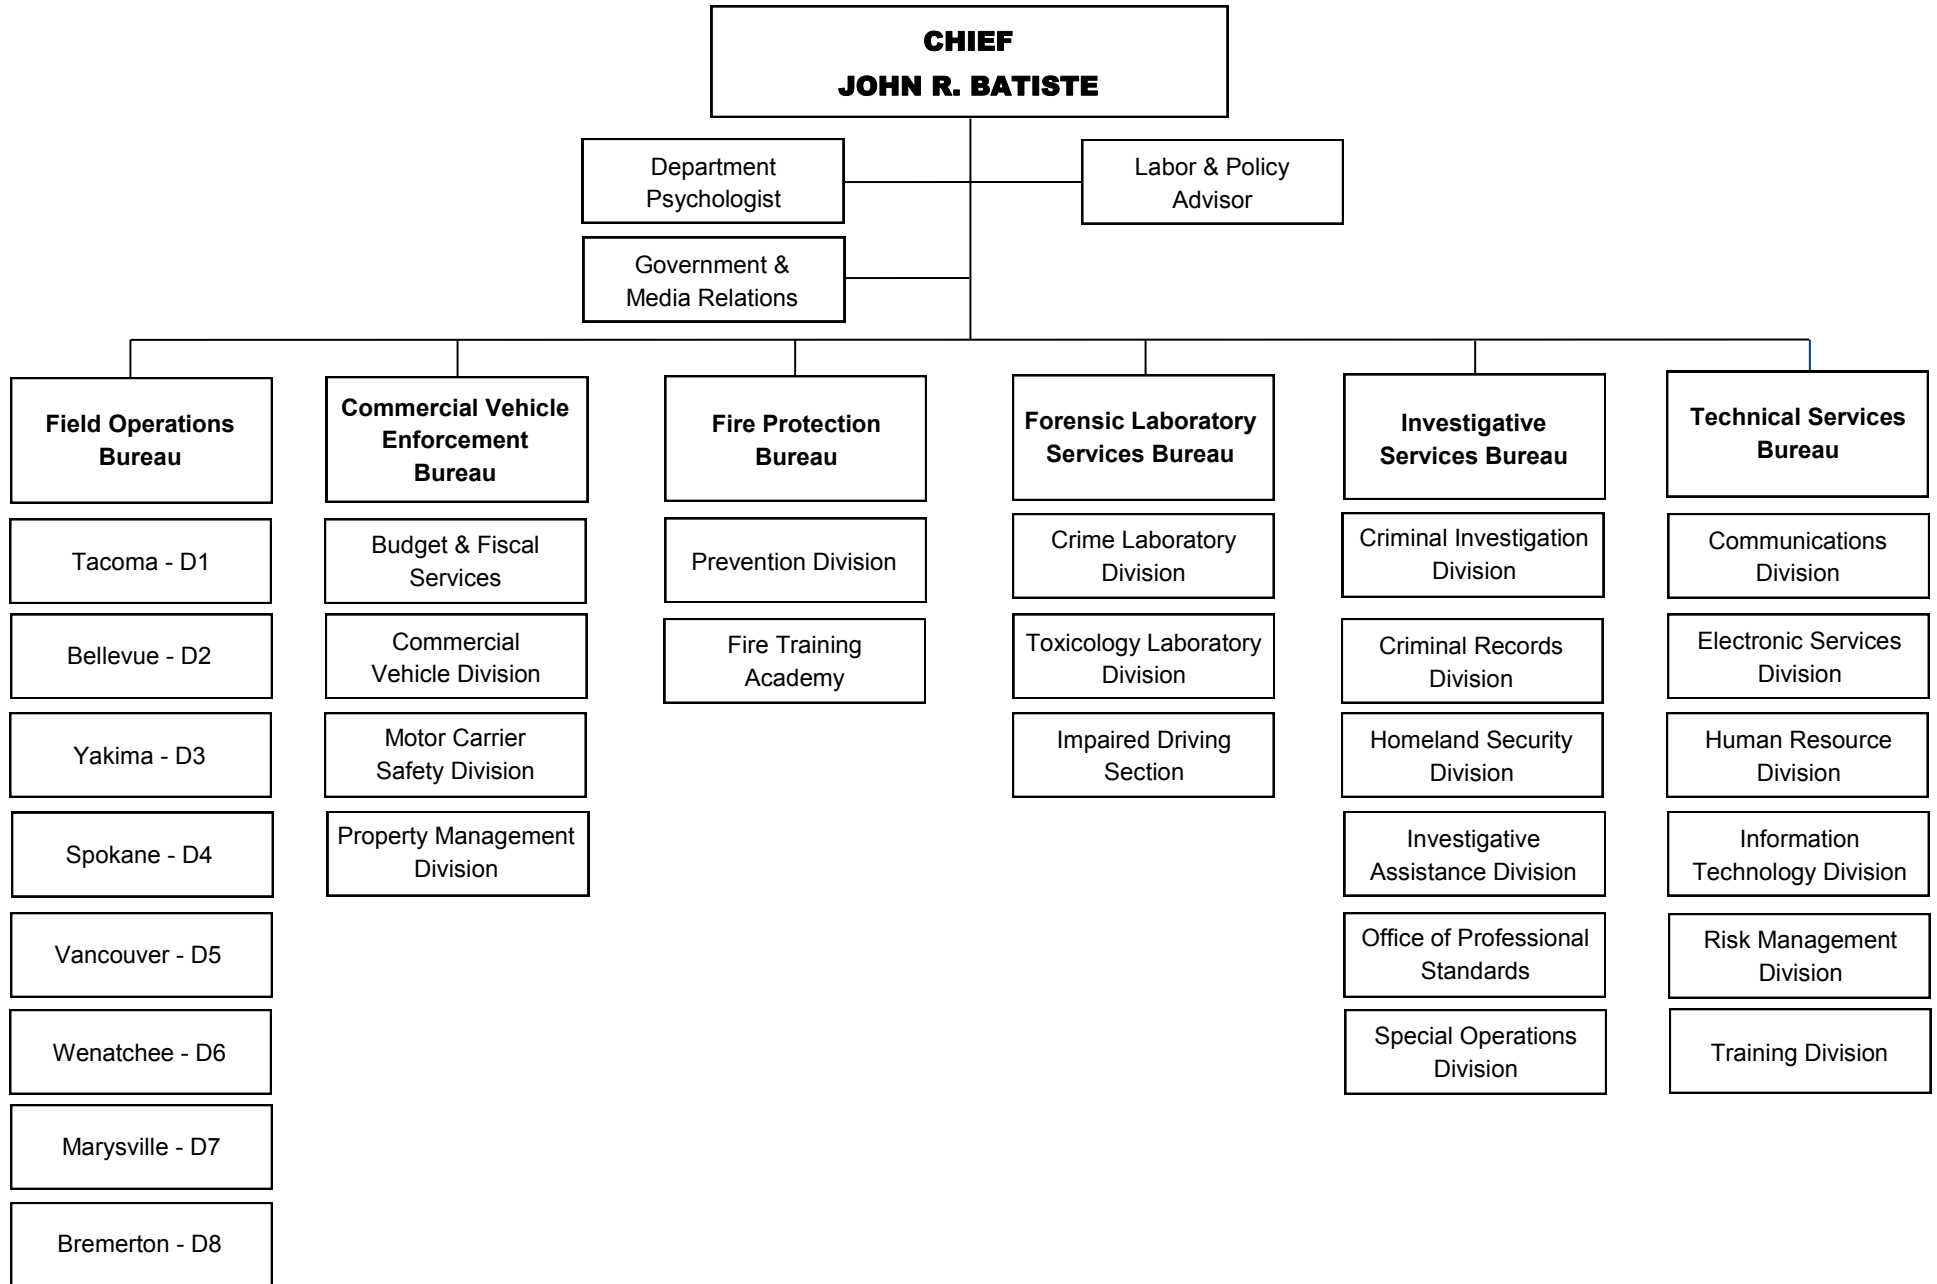 CHIEF
JOHN R. BATISTE
Department
Psychologist
Labor & Policy
Advisor
Government &
Media Relations
Field Operations
Bureau
Tacoma - D1
Bellevue - D2
Yakima - D3
Spokane - D4
Vancouver - D5
Wenatchee - D6
Marysville - D7
Bremerton - D8
Commercial Vehicle
Enforcement
Bureau
Budget & Fiscal
Services
Commercial
Vehicle Division
Motor Carrier
Safety Division
Property Management
Division
Fire Protection
Bureau
Prevention Division
Fire Training
Academy
Forensic Laboratory
Services Bureau
Crime Laboratory
Division
Toxicology Laboratory
Division
Impaired Driving
Section
Investigative
Services Bureau
Criminal Investigation
Division
Criminal Records
Division
Homeland Security
Division
Investigative
Assistance Division
Office of Professional
Standards
Special Operations
Division
Technical Services
Bureau
Communications
Division
Electronic Services
Division
Human Resource
Division
Information
Technology Division
Risk Management
Division
Training Division